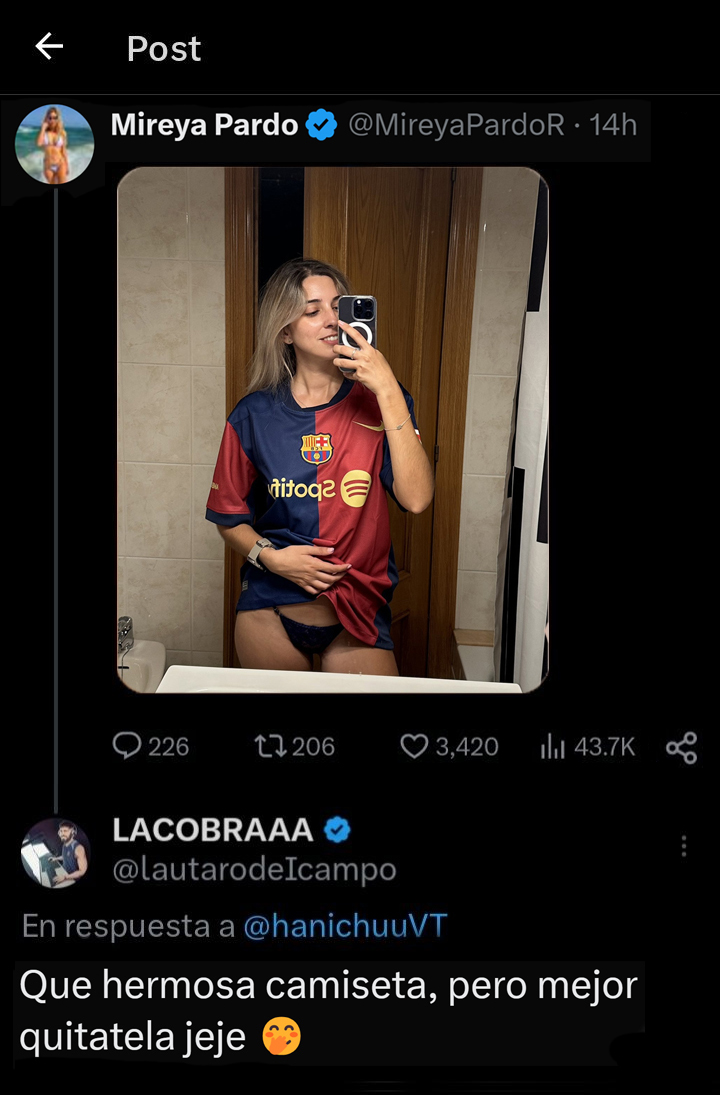 Post
Mireya Pardo @MireyaPardoR · 14h
Spotify
226 206 3,420 43.7K
LACOBRAAA
@lautarodeIcampo
En respuesta a @hanichuuVT
Que hermosa camiseta, pero mejor
quitatela jeje 🤭